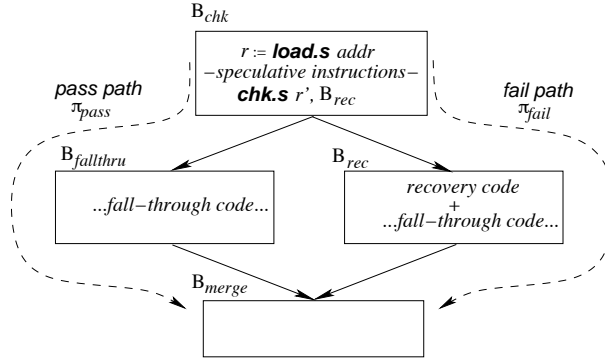 B_chk
r := load.s addr
–speculative instructions–
chk.s r', B_rec
pass path
π_pass
fail path
π_fail
B_fallthru
...fall–through code...
B_rec
recovery code
+
...fall–through code...
B_merge